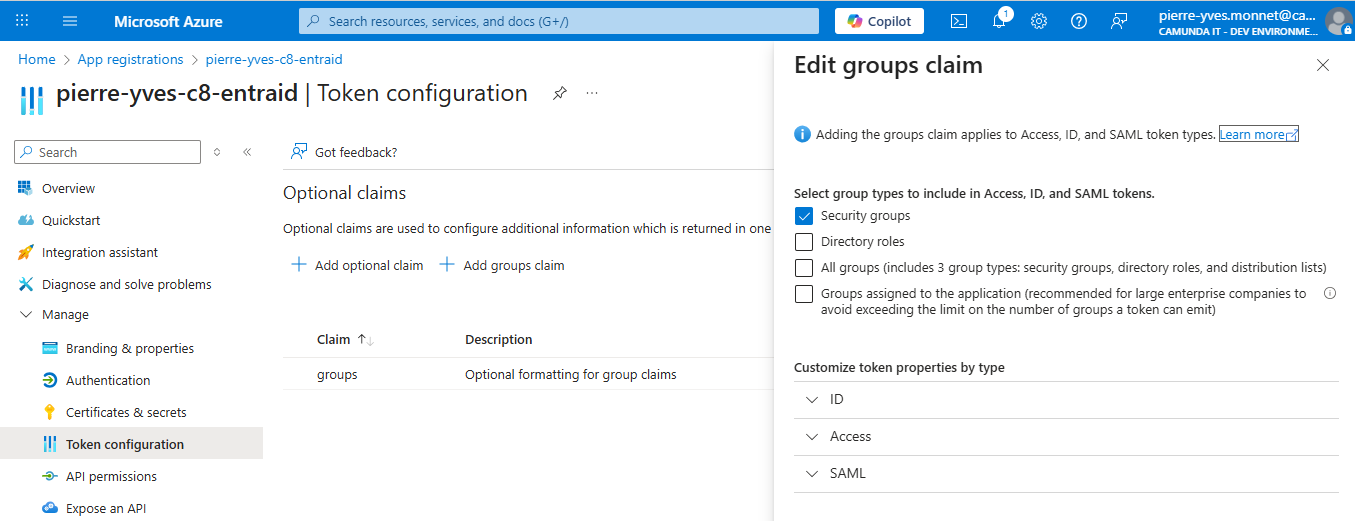 Microsoft Azure
Search resources, services, and docs (G+/)
Copilot
1
pierre-yves.monnet@ca...
CAMUNDA IT - DEV ENVIRONME...
Home > App registrations > pierre-yves-c8-entraid
pierre-yves-c8-entraid | Token configuration
Search
Overview
Quickstart
Integration assistant
Diagnose and solve problems
Manage
Branding & properties
Authentication
Certificates & secrets
Token configuration
API permissions
Expose an API
Got feedback?
Optional claims
Optional claims are used to configure additional information which is returned in one
Add optional claim
Add groups claim
Claim
Description
groups
Optional formatting for group claims
Edit groups claim
Adding the groups claim applies to Access, ID, and SAML token types. Learn more
Select group types to include in Access, ID, and SAML tokens.
Security groups
Directory roles
All groups (includes 3 group types: security groups, directory roles, and distribution lists)
Groups assigned to the application (recommended for large enterprise companies to
avoid exceeding the limit on the number of groups a token can emit)
Customize token properties by type
ID
Access
SAML